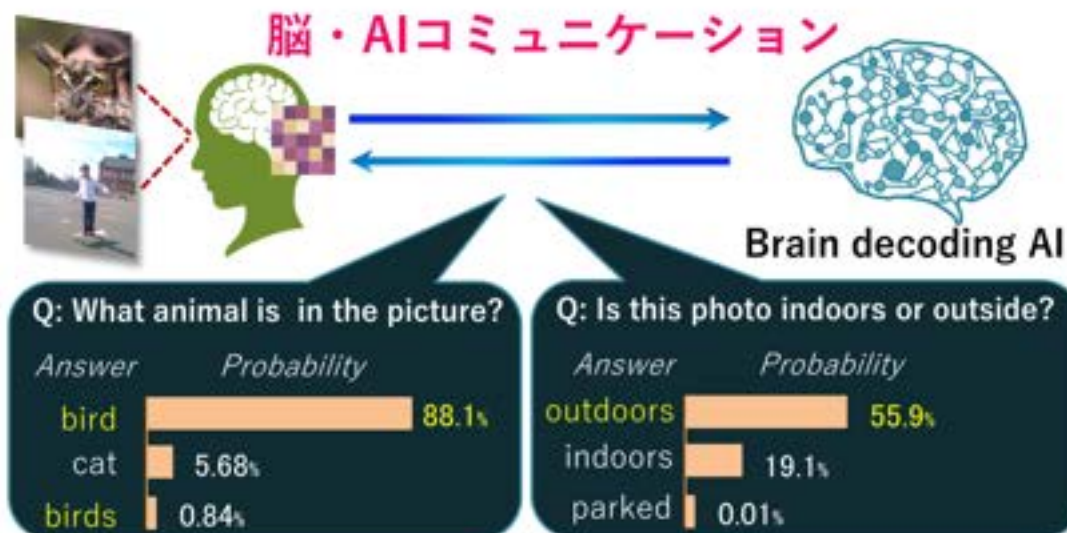 脳・AIコミュニケーション
Brain decoding AI
Q: What animal is in the picture?
Answer Probability
bird 88.1%
cat 5.68%
birds 0.84%
Q: Is this photo indoors or outside?
Answer Probability
outdoors 55.9%
indoors 19.1%
parked 0.01%